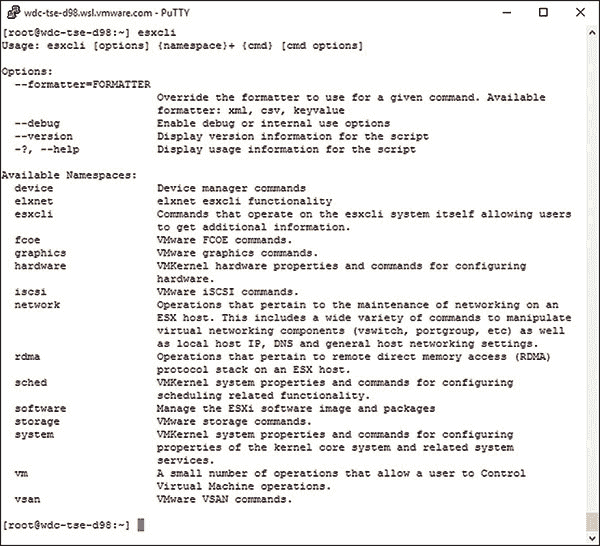 wdc-tse-d98.wsl.vmware.com - PuTTY
[root@wdc-tse-d98:~] esxcli
Usage: esxcli [options] {namespace}+ {cmd} [cmd options]
Options:
--formatter=FORMATTER
Override the formatter to use for a given command. Available
formatter: xml, csv, keyvalue
--debug Enable debug or internal use options
--version Display version information for the script
-?, --help Display usage information for the script
Available Namespaces:
device Device manager commands
elxnet elxnet esxcli functionality
esxcli Commands that operate on the esxcli system itself allowing users
to get additional information.
fcoe VMware FCOE commands.
graphics VMware graphics commands.
hardware VMKernel hardware properties and commands for configuring
hardware.
iscsi VMware iSCSI commands.
network Operations that pertain to the maintenance of networking on an
ESX host. This includes a wide variety of commands to manipulate
virtual networking components (vswitch, portgroup, etc) as well
as local host IP, DNS and general host networking settings.
rdma Operations that pertain to remote direct memory access (RDMA)
protocol stack on an ESX host.
sched VMKernel system properties and commands for configuring
scheduling related functionality.
software Manage the ESXi software image and packages
storage VMware storage commands.
system VMKernel system properties and commands for configuring
properties of the kernel core system and related system
services.
vm A small number of operations that allow a user to Control
Virtual Machine operations.
vsan VMware VSAN commands.
[root@wdc-tse-d98:~]